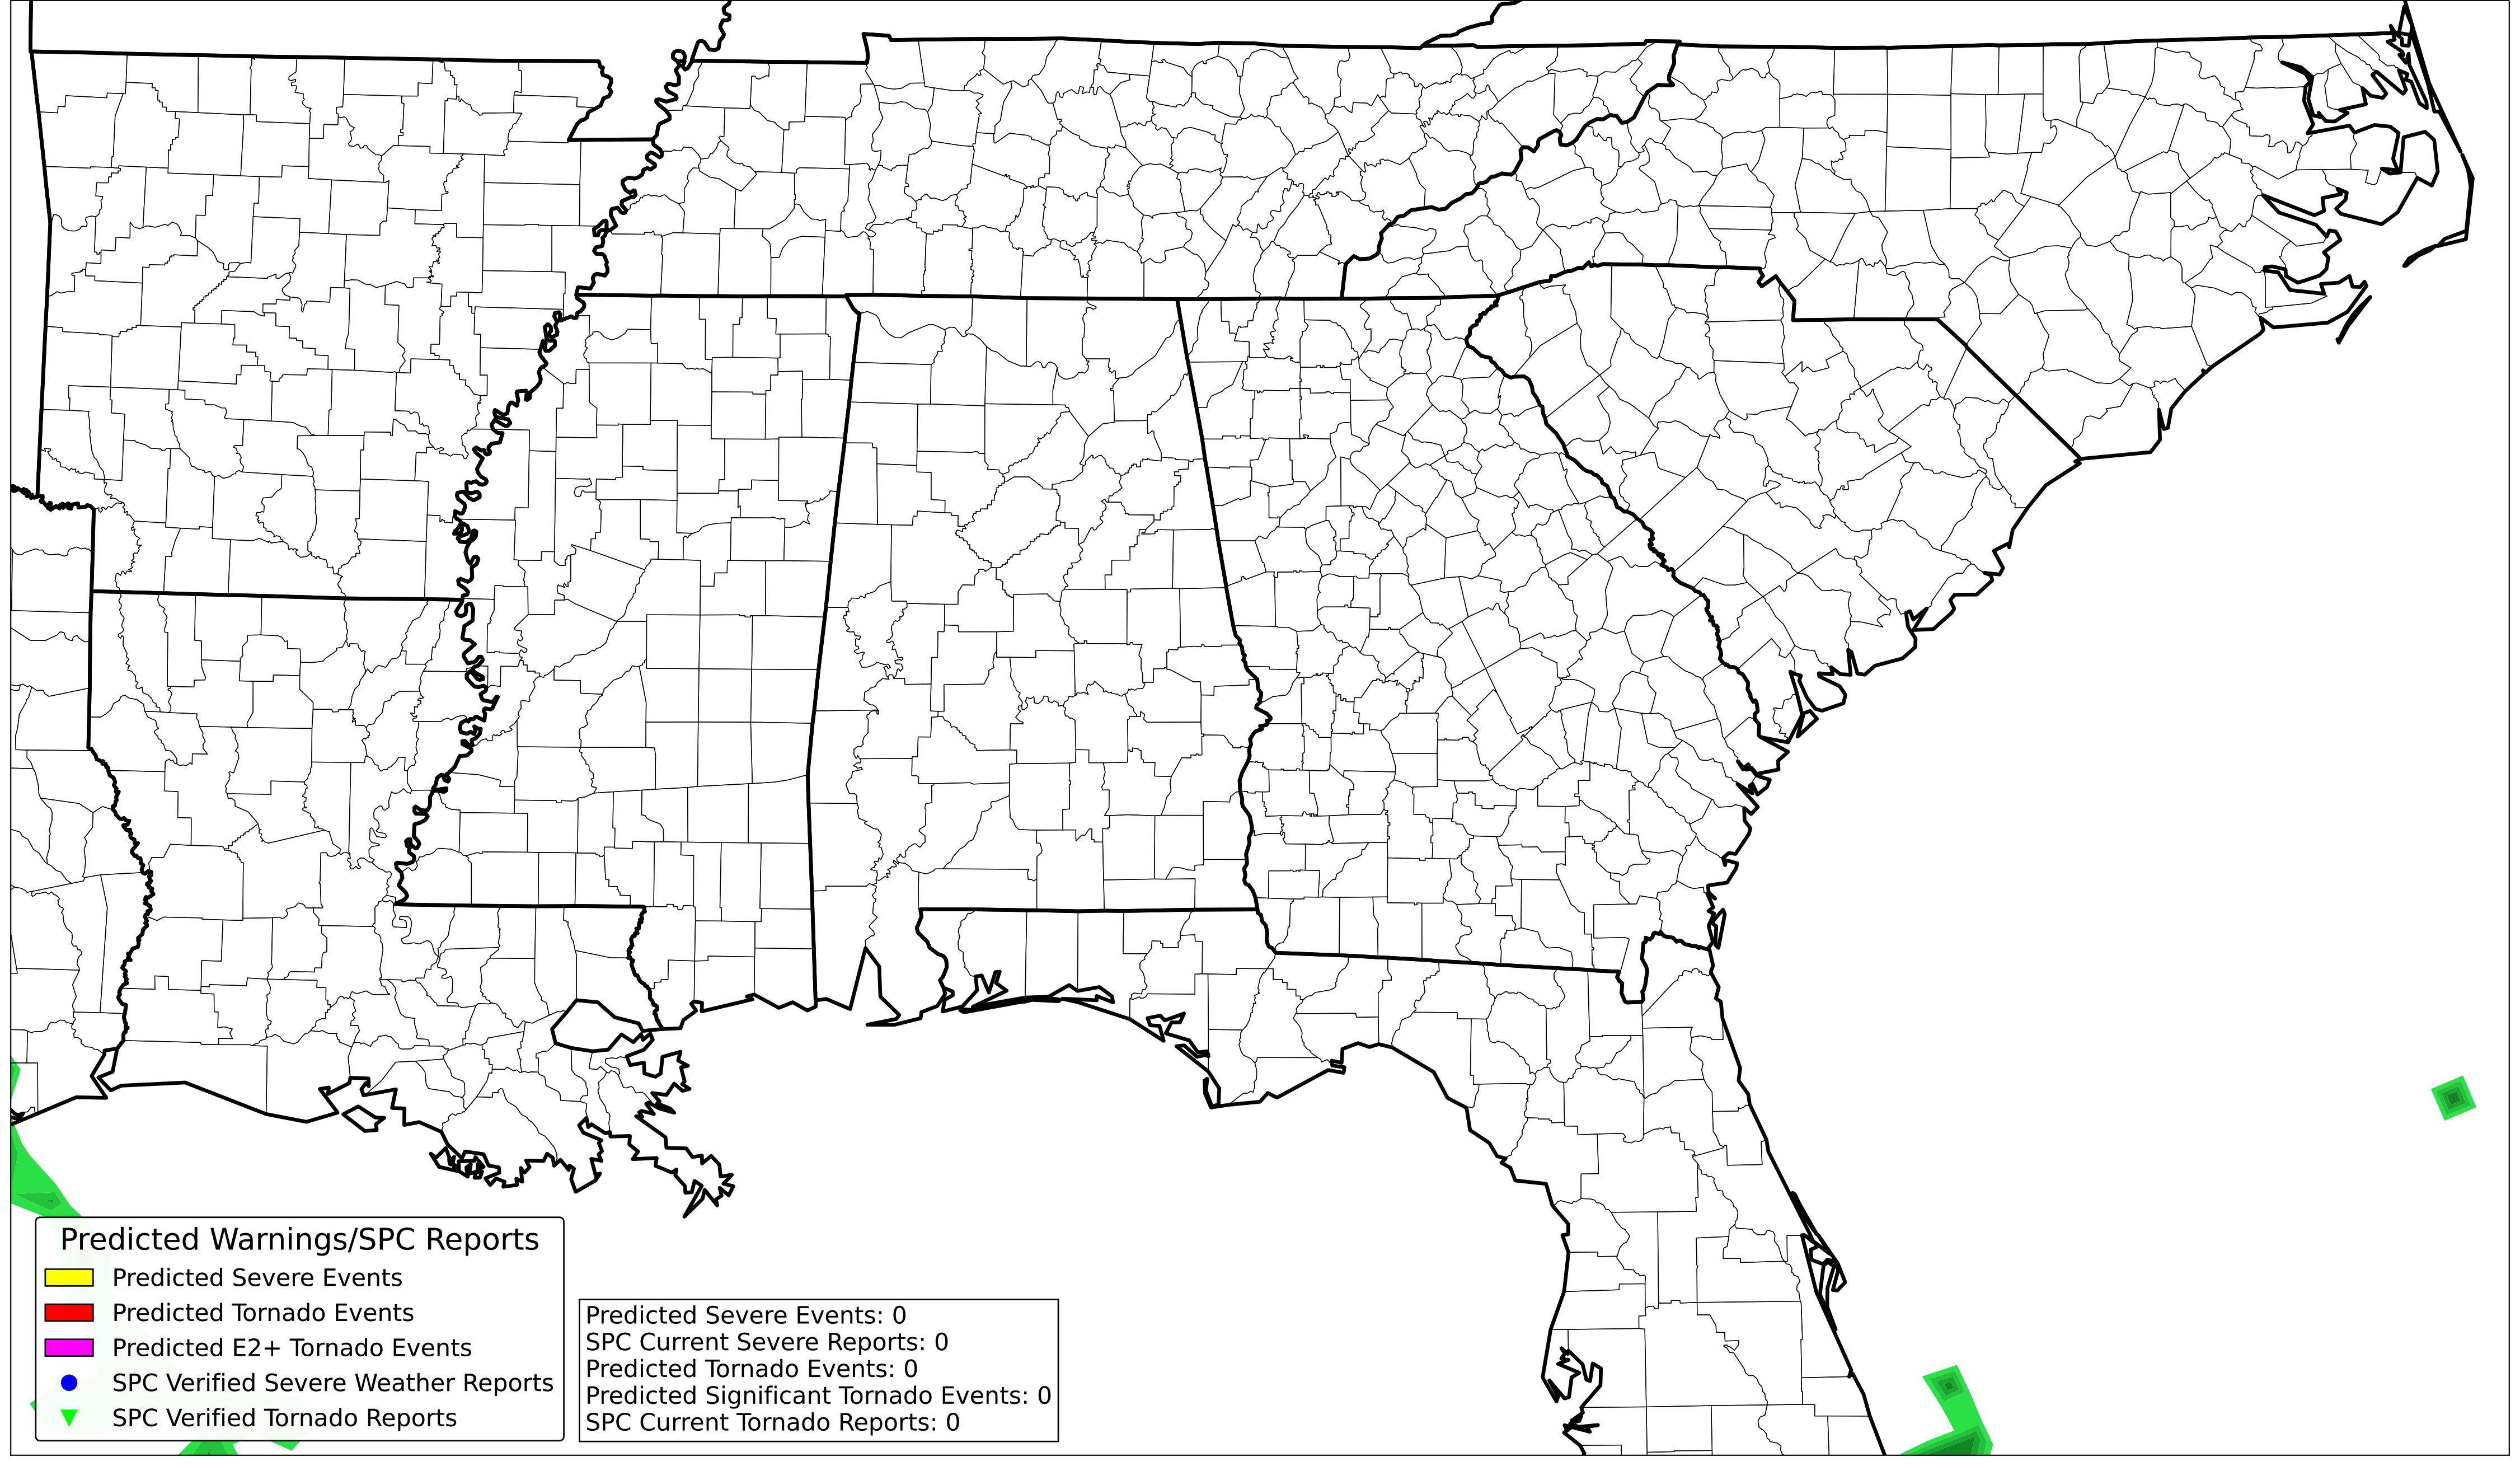 Predicted Warnings/SPC Reports
Predicted Severe Events
Predicted Tornado Events
Predicted E2+ Tornado Events
SPC Verified Severe Weather Reports
SPC Verified Tornado Reports
Predicted Severe Events: 0
SPC Current Severe Reports: 0
Predicted Tornado Events: 0
Predicted Significant Tornado Events: 0
SPC Current Tornado Reports: 0